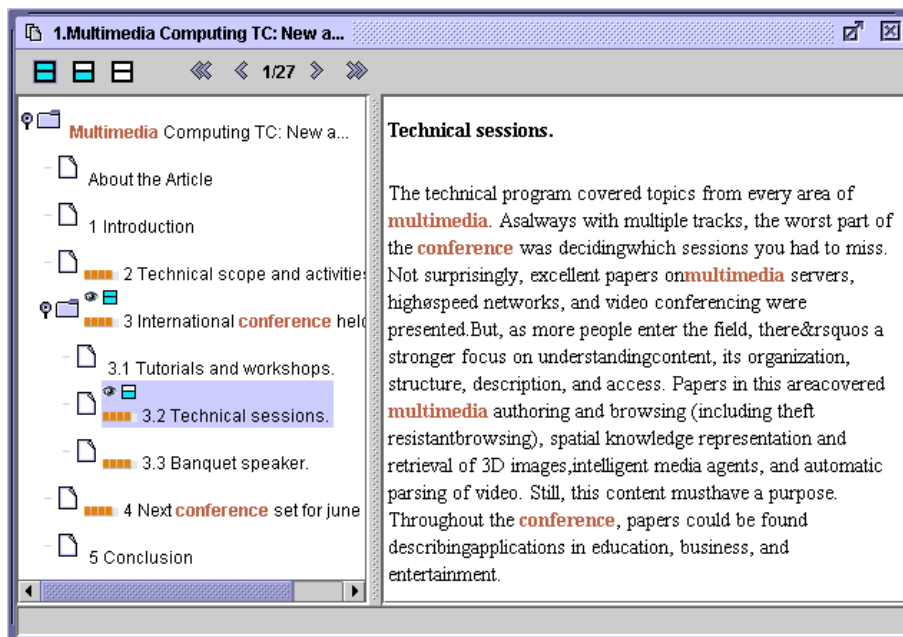 1.Multimedia Computing TC: New a...
1/27
Multimedia Computing TC: New a...
About the Article
1 Introduction
2 Technical scope and activitie
3 International conference held
3.1 Tutorials and workshops.
3.2 Technical sessions.
3.3 Banquet speaker.
4 Next conference set for june
5 Conclusion
Technical sessions.
The technical program covered topics from every area of
multimedia. Asalways with multiple tracks, the worst part of
the conference was decidingwhich sessions you had to miss.
Not surprisingly, excellent papers onmultimedia servers,
highøspeed networks, and video conferencing were
presented.But, as more people enter the field, there&rsquos a
stronger focus on understandingcontent, its organization,
structure, description, and access. Papers in this areacovered
multimedia authoring and browsing (including theft
resistantbrowsing), spatial knowledge representation and
retrieval of 3D images,intelligent media agents, and automatic
parsing of video. Still, this content musthave a purpose.
Throughout the conference, papers could be found
describingapplications in education, business, and
entertainment.